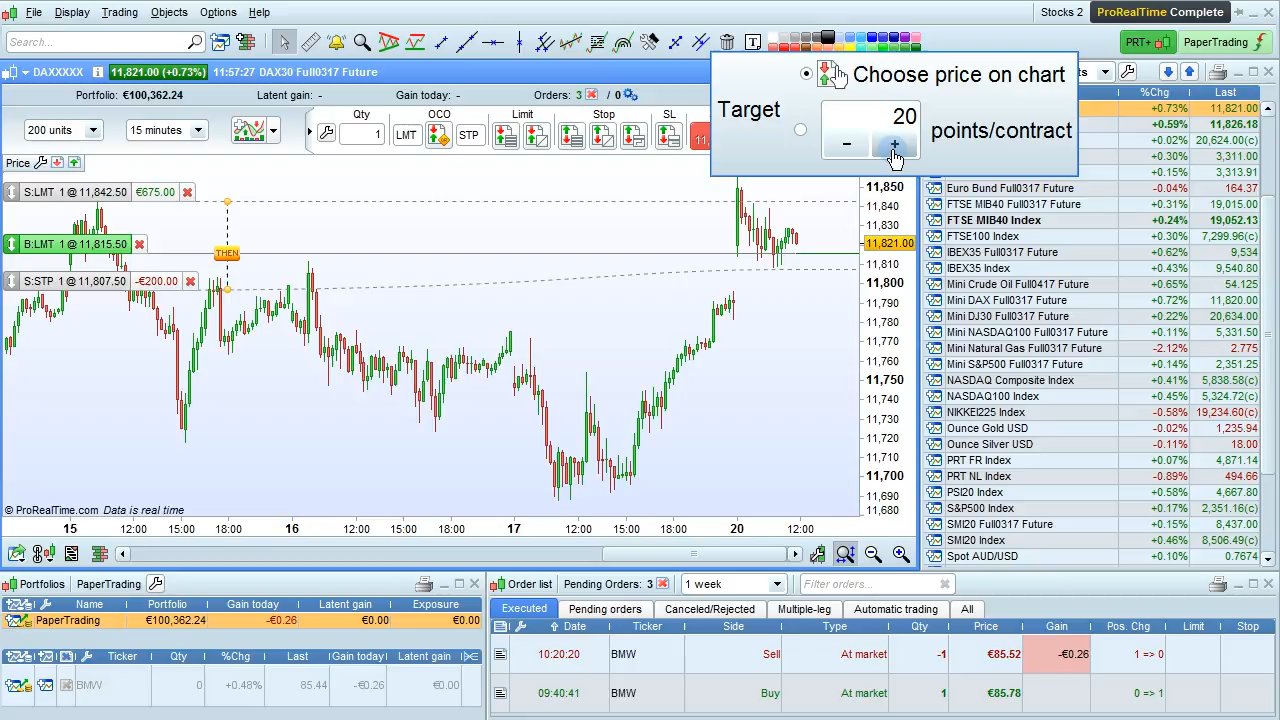 File Display Trading Objects Options Help Stocks 2 ProRealTime Complete
Search... T PRT+ PaperTrading
DAXXXXX i 11,821.00 (+0.73%) 11:57:27 DAX30 Full0317 Future
Portfolio: €100,362.24 Latent gain: - Gain today: - Orders: 3 / 0
200 units 15 minutes Qty 1 LMT OCO STP Limit Stop SL 11
Choose price on chart
Target
20
- +
points/contract
Price
S:LMT 1 @ 11,842.50 €675.00
B:LMT 1 @ 11,815.50
THEN
S:STP 1 @ 11,807.50 -€200.00
11,850
11,840
11,830
11,821.00
11,810
11,800
11,790
11,780
11,770
11,760
11,750
11,740
11,730
11,720
11,710
11,700
11,690
11,680
© ProRealTime.com Data is real time
15 12:00 15:00 18:00 16 12:00 15:00 18:00 17 12:00 15:00 18:00 20 12:00
%Chg Last
+0.73% 11,821.00
+0.59% 11,826.18
+0.02% 20,624.00(c)
+0.30% 3,311.00
+0.15% 3,313.91
Euro Bund Full0317 Future -0.04% 164.37
FTSE MIB40 Full0317 Future +0.31% 19,015.00
FTSE MIB40 Index +0.24% 19,052.13
FTSE100 Index +0.30% 7,299.96(c)
IBEX35 Full0317 Future +0.62% 9,534
IBEX35 Index +0.43% 9,540.80
Mini Crude Oil Full0417 Future +0.65% 54.125
Mini DAX Full0317 Future +0.72% 11,820.00
Mini DJ30 Full0317 Future +0.22% 20,634.00
Mini NASDAQ100 Full0317 Future +0.11% 5,331.50
Mini Natural Gas Full0317 Future -2.12% 2.775
Mini S&P500 Full0317 Future +0.14% 2,351.25
NASDAQ Composite Index +0.41% 5,838.58(c)
NASDAQ100 Index +0.45% 5,324.72(c)
NIKKEI225 Index -0.58% 19,234.60(c)
Ounce Gold USD -0.02% 1,235.94
Ounce Silver USD -0.11% 18.00
PRT FR Index +0.07% 4,871.14
PRT NL Index -0.89% 494.66
PSI20 Index +0.58% 4,667.80
S&P500 Index +0.17% 2,351.16(c)
SMI20 Full0317 Future +0.15% 8,437.00
SMI20 Index +0.46% 8,506.49(c)
Spot AUD/USD +0.10% 0.7674
Portfolios PaperTrading
Name Portfolio Gain today Latent gain Exposure
PaperTrading €100,362.24 -€0.26 €0.00 €0.00
Ticker Qty %Chg Last Gain today Latent gain
BMW 0 +0.48% 85.44 -€0.26 €0.00
Order list Pending Orders: 3 1 week Filter orders...
Executed Pending orders Canceled/Rejected Multiple-leg Automatic trading All
Date Ticker Side Type Qty Price Gain Pos. Chg Limit Stop
10:20:20 BMW Sell At market -1 €85.52 -€0.26 1 => 0
09:40:41 BMW Buy At market 1 €85.78 0 => 1